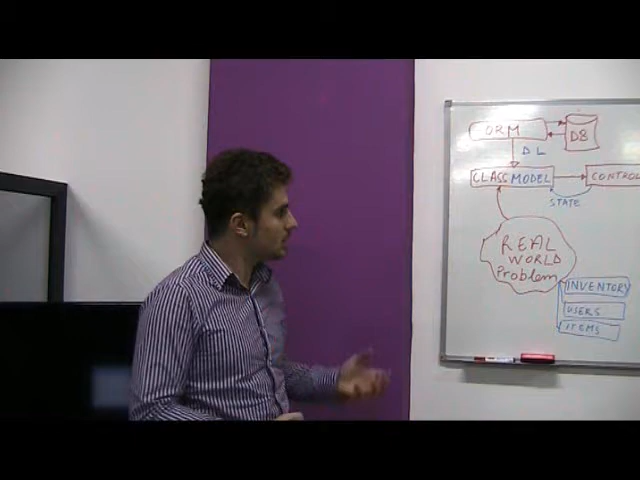 ORM
DB
DL
CLASS MODEL
CONTROL
STATE
REAL
WORLD
Problem
INVENTORY
USERS
ITEMS